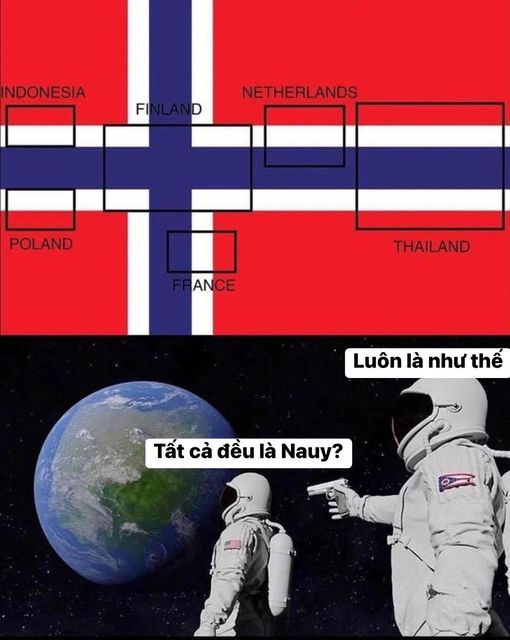 INDONESIA
NETHERLANDS
FINLAND
POLAND
THAILAND
FRANCE
Luôn là như thế
Tất cả đều là Nauy?